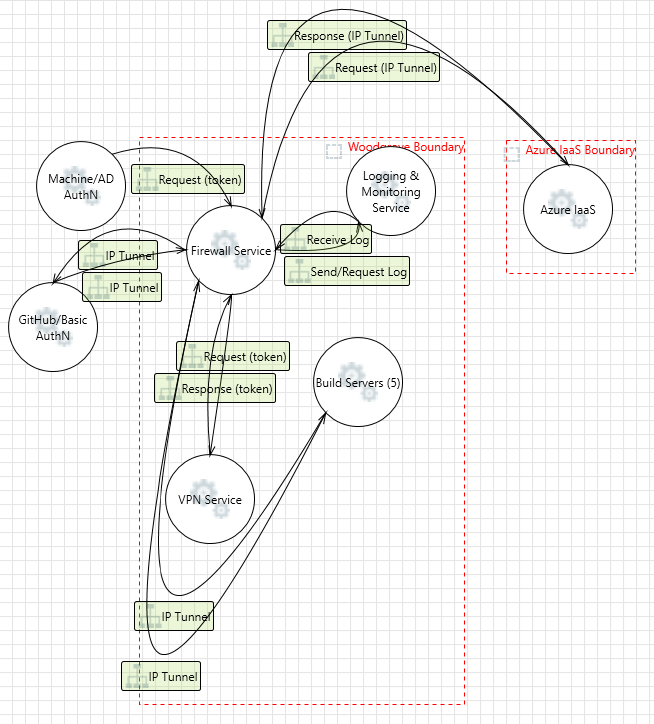 Response (IP Tunnel)
Request (IP Tunnel)
Woodgrove Boundary
Azure IaaS Boundary
Machine/AD
AuthN
Request (token)
Logging &
Monitoring
Service
Azure IaaS
Firewall Service
Receive Log
IP Tunnel
Send/Request Log
IP Tunnel
GitHub/Basic
AuthN
Request (token)
Response (token)
Build Servers (5)
VPN Service
IP Tunnel
IP Tunnel